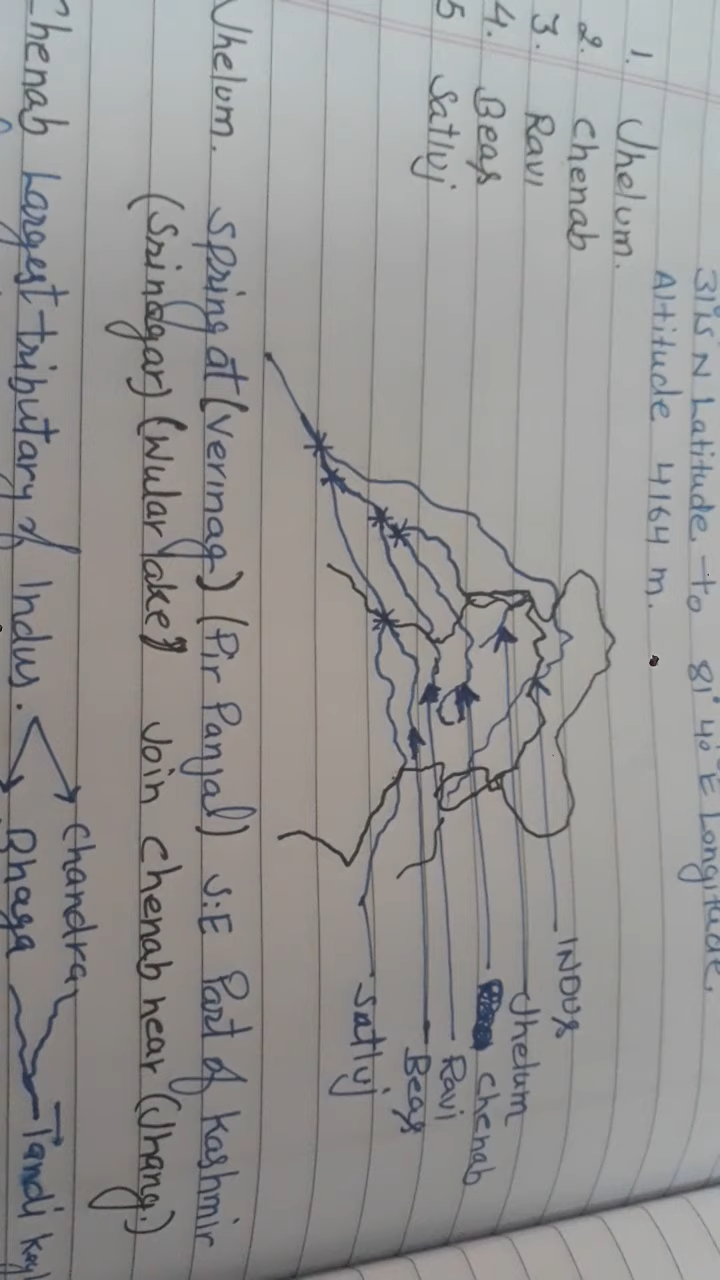 31°15 N Latitude to 81° 40' E Longitude.
Altitude 4164 m.
1. Jhelum.
2. Chenab
3. Ravi
4. Beas
5 Satluj
INDUS
Jhelum
Chenab
Ravi
Beas
Satluj
Jhelum. Spring at (Verinag) (Pir Panjal) S.E Part of Kashmir
(Srinagar) (Wular lake) Join Chenab near (Jhang.)
Chandra
Chenab Largest tributary of Indus.
Bhaga
Tandi